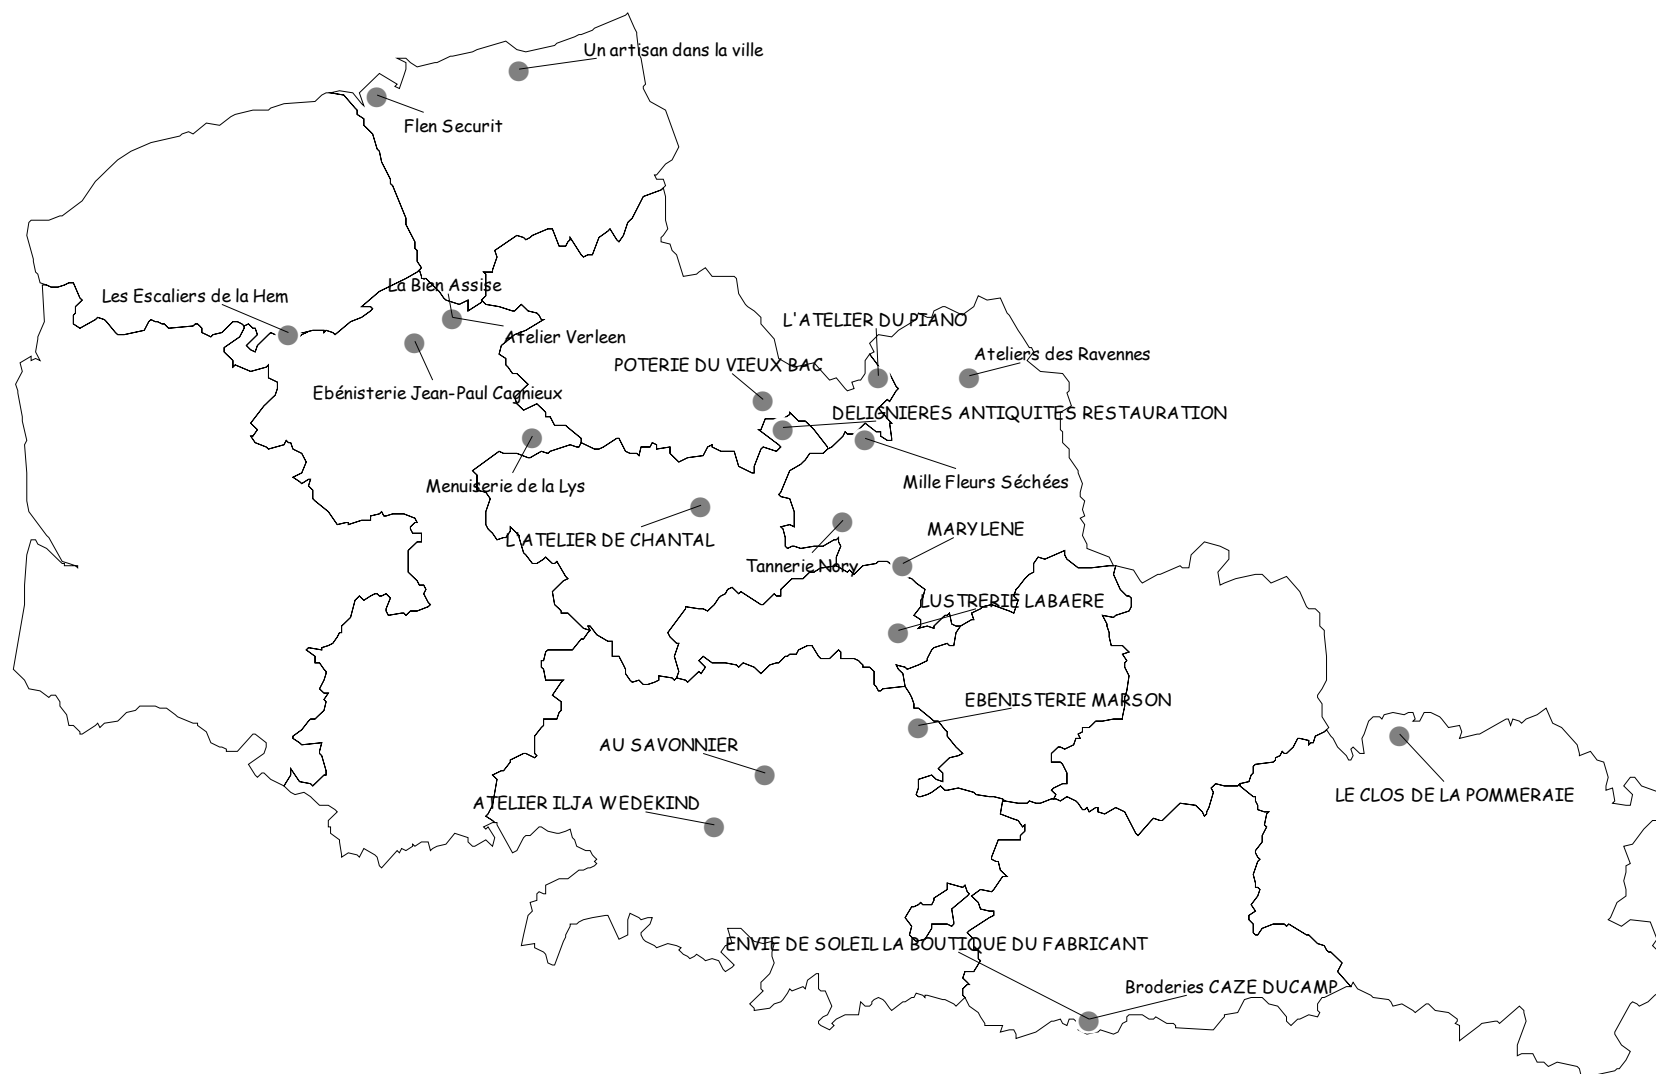 Un artisan dans la ville
Flen Securit
La Bien Assise
Les Escaliers de la Hem
L'ATELIER DU PIANO
Atelier Verleen
Ateliers des Ravennes
POTERIE DU VIEUX BAC
Ebénisterie Jean-Paul Cagnieux
DELIGNIERES ANTIQUITES RESTAURATION
Mille Fleurs Séchées
Menuiserie de la Lys
MARYLENE
L'ATELIER DE CHANTAL
Tannerie Nory
LUSTRERIE LABAERE
EBENISTERIE MARSON
AU SAVONNIER
LE CLOS DE LA POMMERAIE
ATELIER ILJA WEDEKIND
ENVIE DE SOLEIL LA BOUTIQUE DU FABRICANT
Broderies CAZE DUCAMP